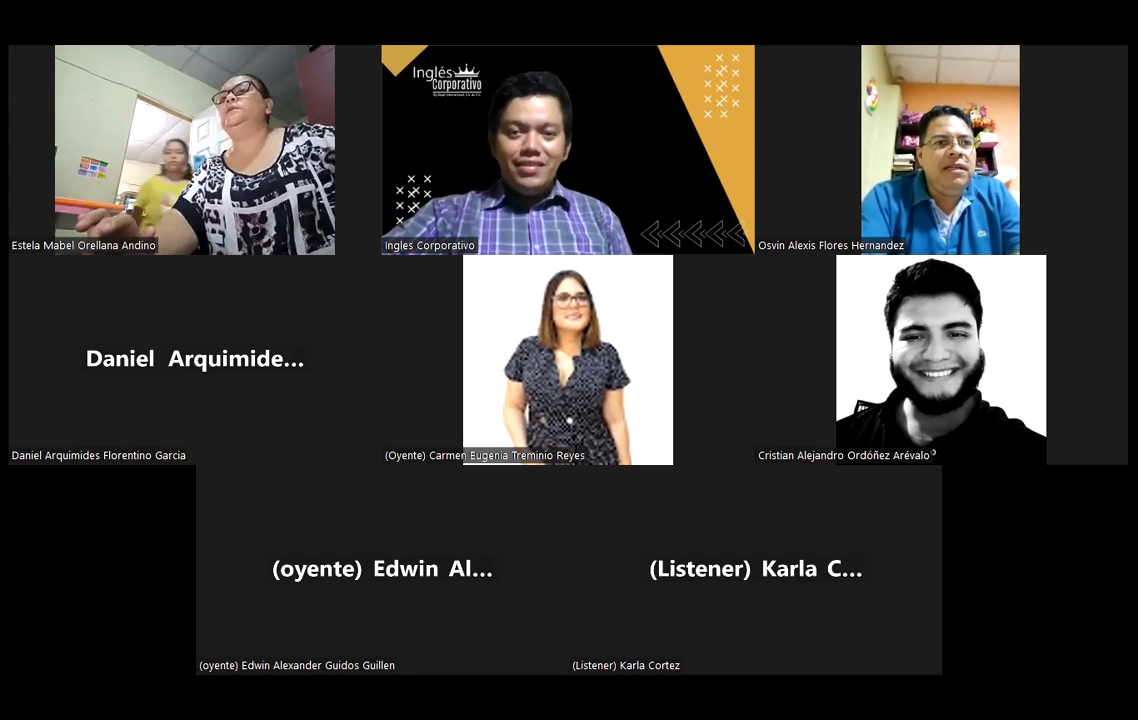 Inglés
Corporativo
Estela Mabel Orellana Andino
Ingles Corporativo
Osvin Alexis Flores Hernandez
Daniel Arquimide...
Daniel Arquimides Florentino Garcia
(Oyente) Carmen Eugenia Treminio Reyes
Cristian Alejandro Ordóñez Arévalo
(oyente) Edwin Al...
(Listener) Karla C...
(oyente) Edwin Alexander Guidos Guillen
(Listener) Karla Cortez